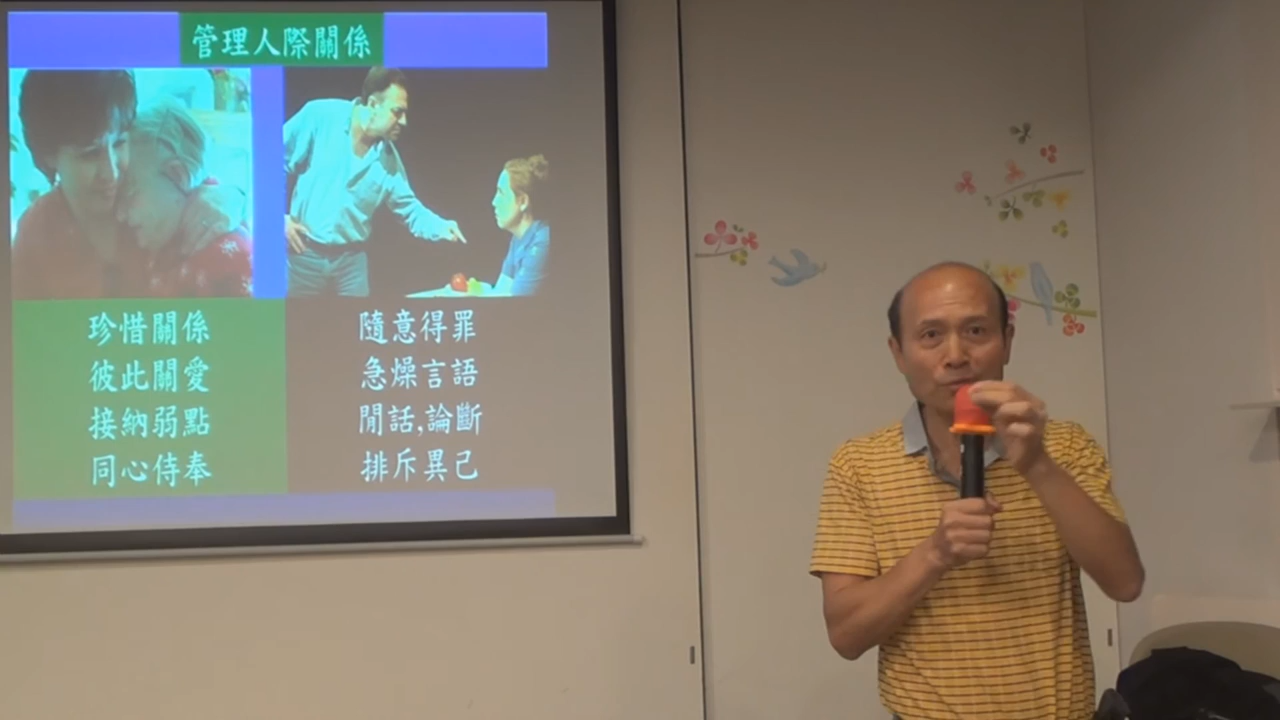 管理人際關係
珍惜關係
彼此關愛
接納弱點
同心侍奉
隨意得罪
急燥言語
閒話,論斷
排斥異己